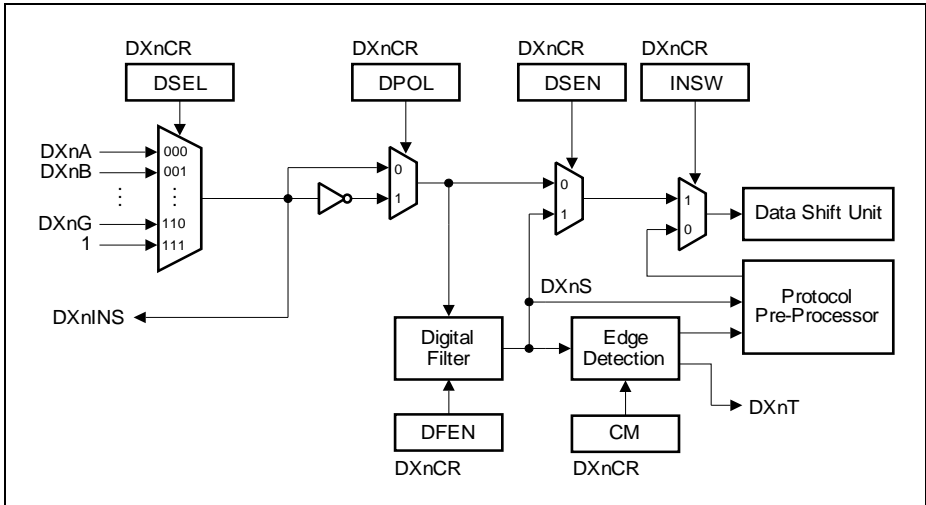 DXnCR
DXnCR
DXnCR
DXnCR
DSEL
DPOL
DSEN
INSW
DXnA
000
DXnB
001
0
0
1
1
1
0
DXnG
110
1
111
Data Shift Unit
DXnINS
DXnS
Protocol
Pre-Processor
Digital
Filter
Edge
Detection
DXnT
DFEN
CM
DXnCR
DXnCR